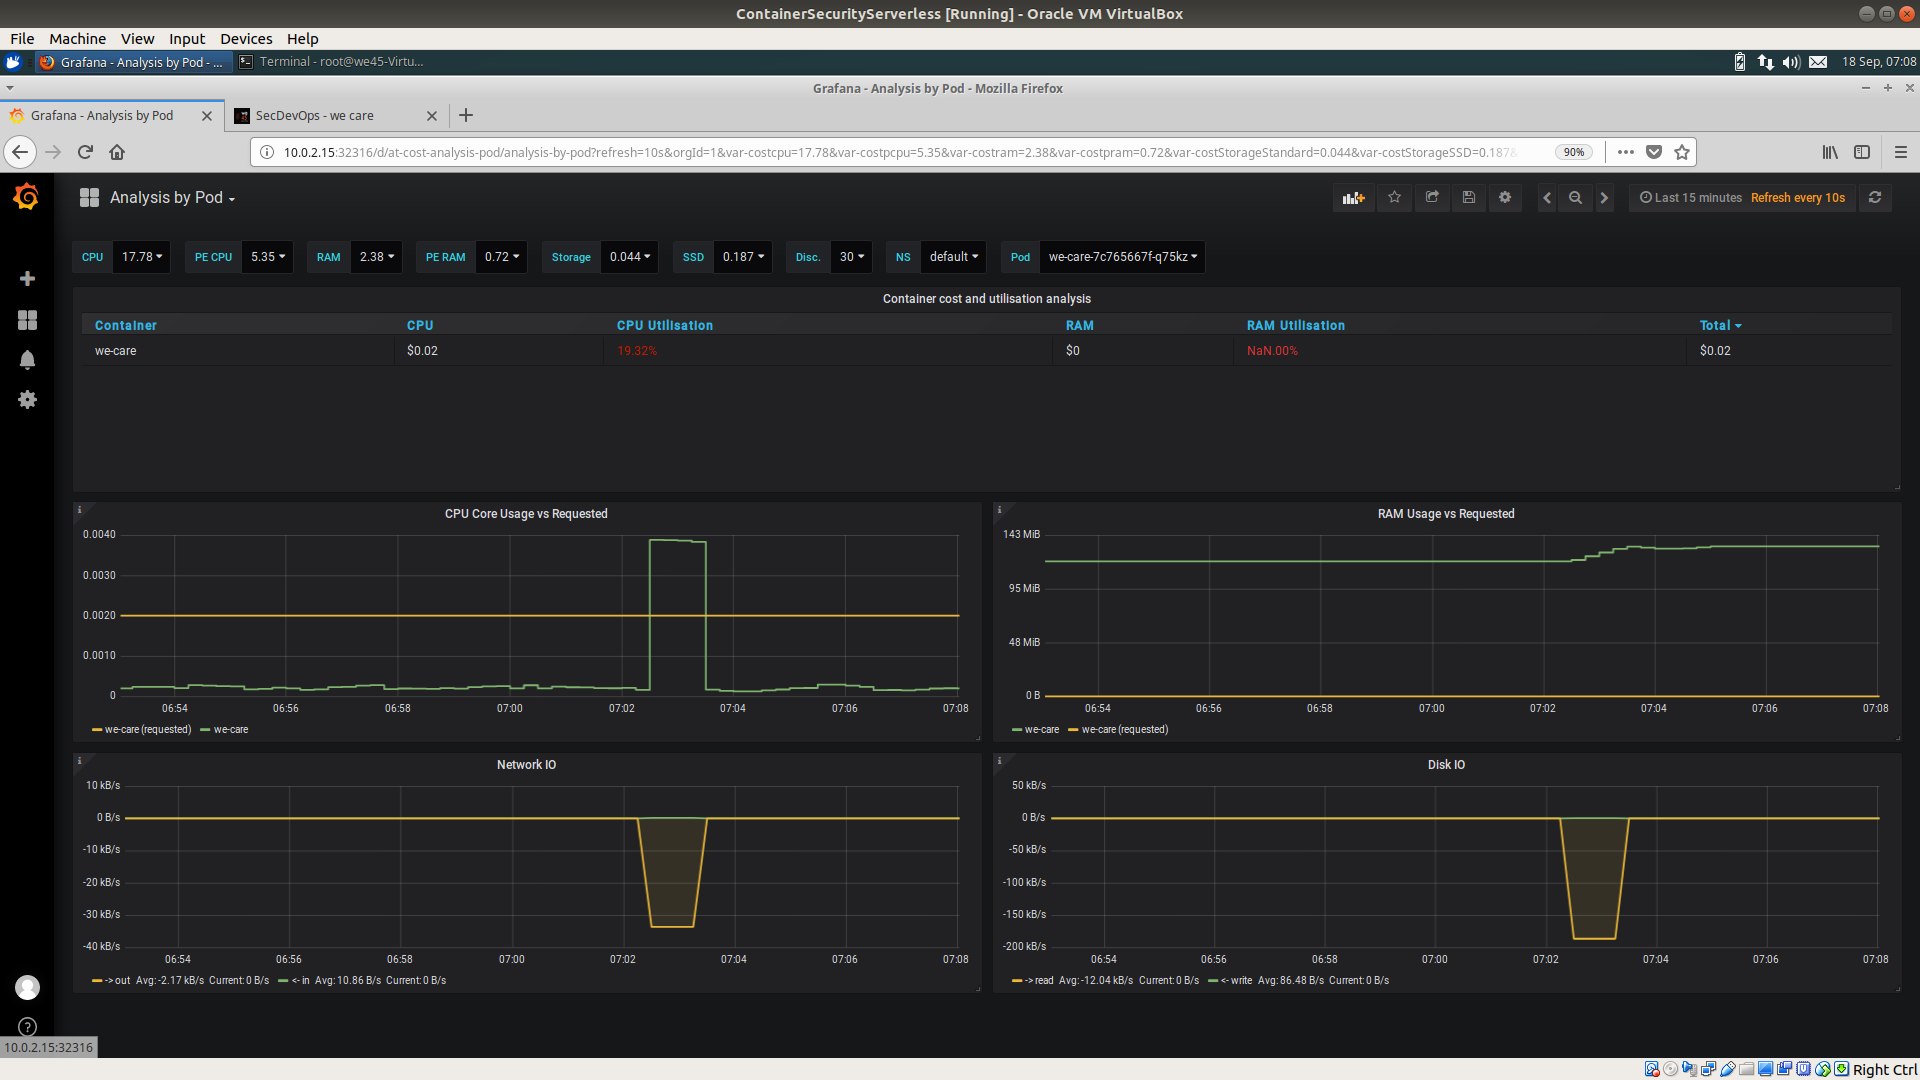 ContainerSecurityServerless [Running] - Oracle VM VirtualBox
File Machine View Input Devices Help
Grafana - Analysis by Pod - ... Terminal - root@we45-Virtu... 18 Sep, 07:08
Grafana - Analysis by Pod - Mozilla Firefox
Grafana - Analysis by Pod SecDevOps - we care
10.0.2.15:32316/d/at-cost-analysis-pod/analysis-by-pod?refresh=10s&orgId=1&var-costcpu=17.78&var-costpcpu=5.35&var-costram=2.38&var-costpram=0.72&var-costStorageStandard=0.044&var-costStorageSSD=0.187& 90%
Analysis by Pod Last 15 minutes Refresh every 10s
CPU 17.78 PE CPU 5.35 RAM 2.38 PE RAM 0.72 Storage 0.044 SSD 0.187 Disc. 30 NS default Pod we-care-7c765667f-q75kz
Container cost and utilisation analysis
Container CPU CPU Utilisation RAM RAM Utilisation Total
we-care $0.02 19.32% $0 NaN.00% $0.02
CPU Core Usage vs Requested
0.0040
0.0030
0.0020
0.0010
0
06:54 06:56 06:58 07:00 07:02 07:04 07:06 07:08
we-care (requested) we-care
RAM Usage vs Requested
143 MiB
95 MiB
48 MiB
0 B
06:54 06:56 06:58 07:00 07:02 07:04 07:06 07:08
we-care we-care (requested)
Network IO
10 kB/s
0 B/s
-10 kB/s
-20 kB/s
-30 kB/s
-40 kB/s
06:54 06:56 06:58 07:00 07:02 07:04 07:06 07:08
-> out Avg: -2.17 kB/s Current: 0 B/s <- in Avg: 10.86 B/s Current: 0 B/s
Disk IO
50 kB/s
0 B/s
-50 kB/s
-100 kB/s
-150 kB/s
-200 kB/s
06:54 06:56 06:58 07:00 07:02 07:04 07:06 07:08
-> read Avg: -12.04 kB/s Current: 0 B/s <- write Avg: 86.48 B/s Current: 0 B/s
10.0.2.15:32316
Right Ctrl